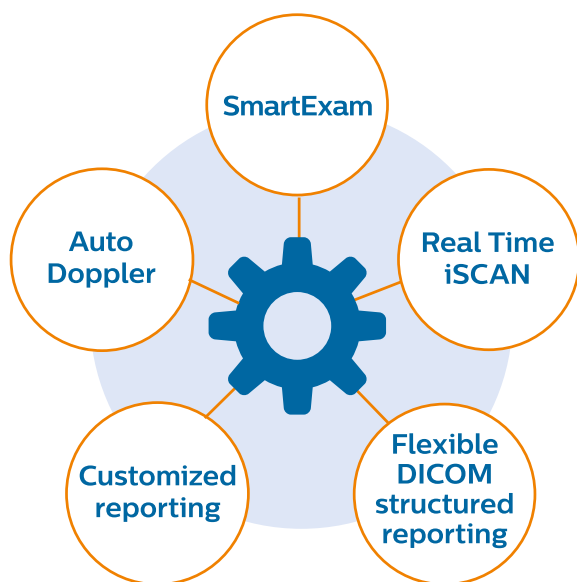 SmartExam
Auto
Doppler
Real Time
iSCAN
Customized
reporting
Flexible
DICOM
structured
reporting